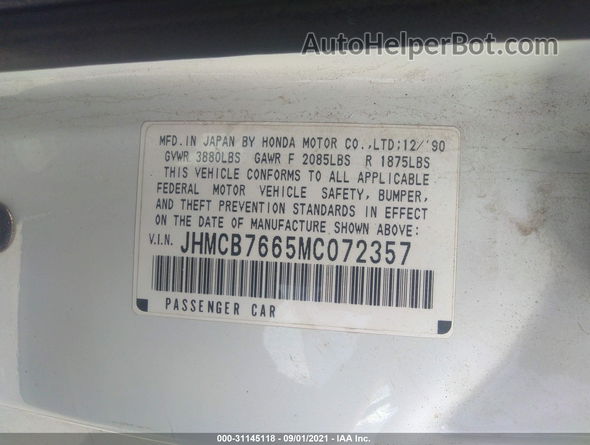 AutoHelperBot.com
MFD.IN JAPAN BY HONDA MOTOR CO.,LTD;12/'90
GVWR 3880LBS GAWR F 2085LBS R 1875LBS
THIS VEHICLE CONFORMS TO ALL APPLICABLE
FEDERAL MOTOR VEHICLE SAFETY, BUMPER,
AND THEFT PREVENTION STANDARDS IN EFFECT
ON THE DATE OF MANUFACTURE SHOWN ABOVE:
V.I.N. JHMCB7665MC072357
PASSENGER CAR
000-31145118 - 09/01/2021 - IAA Inc.